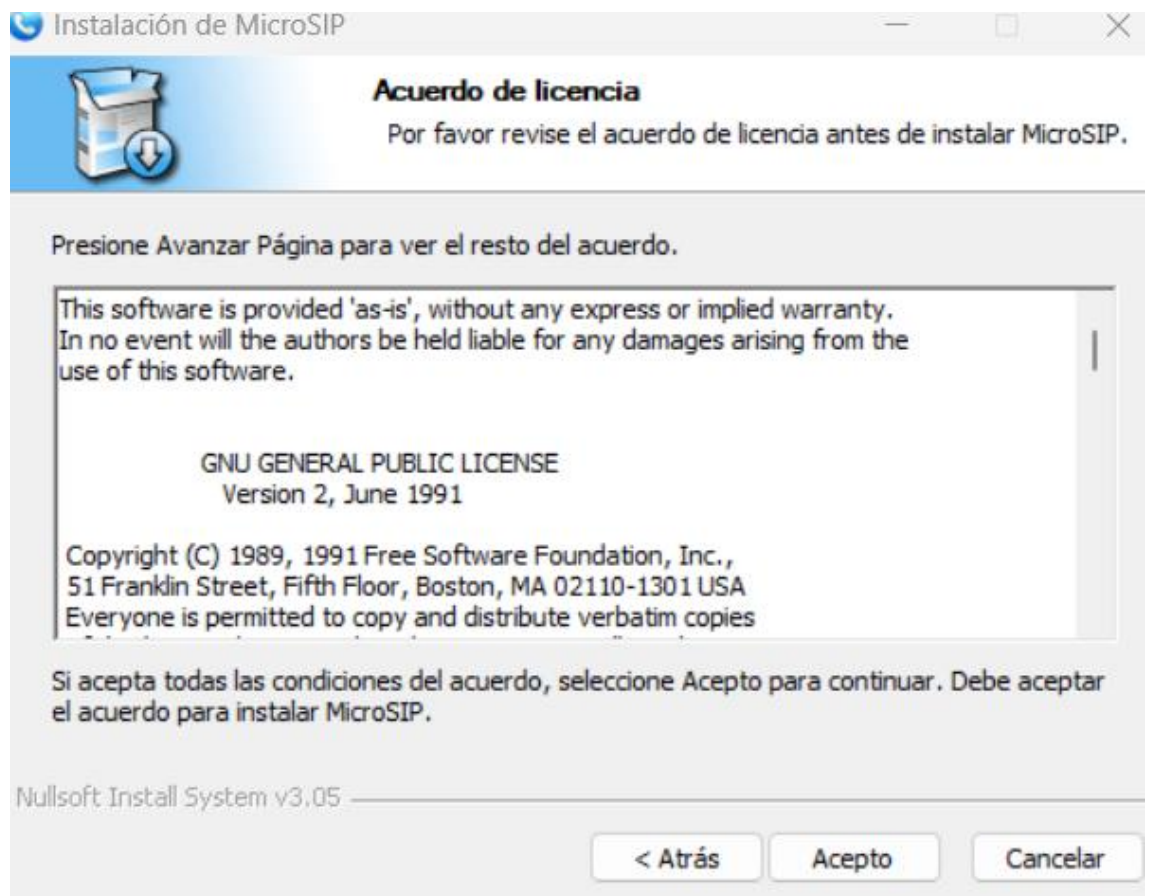 Instalación de MicroSIP
Acuerdo de licencia
Por favor revise el acuerdo de licencia antes de instalar MicroSIP.
Presione Avanzar Página para ver el resto del acuerdo.
This software is provided 'as-is', without any express or implied warranty.
In no event will the authors be held liable for any damages arising from the
use of this software.
GNU GENERAL PUBLIC LICENSE
Version 2, June 1991
Copyright (C) 1989, 1991 Free Software Foundation, Inc.,
51 Franklin Street, Fifth Floor, Boston, MA 02110-1301 USA
Everyone is permitted to copy and distribute verbatim copies
Si acepta todas las condiciones del acuerdo, seleccione Acepto para continuar. Debe aceptar
el acuerdo para instalar MicroSIP.
Nullsoft Install System v3.05
< Atrás
Acepto
Cancelar